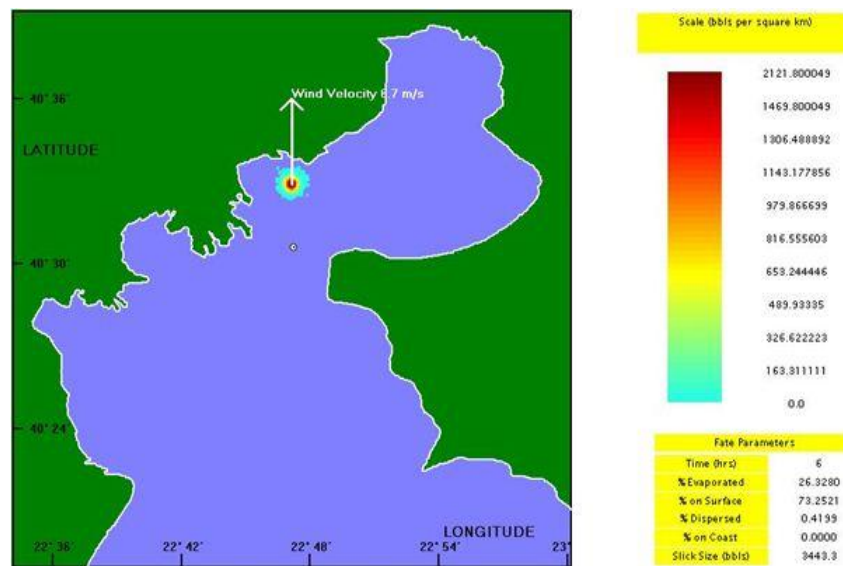 Scale (bbls per square km)
2121.800049
1469.800049
1306.488892
1143.177856
979.866699
816.555603
653.244446
489.93335
326.622223
163.311111
0.0
Wind Velocity 8.7 m/s
40° 36'
LATITUDE
40° 30'
40° 24'
LONGITUDE
22° 36'
22° 42'
22° 48'
22° 54'
23°
Fate Parameters
Time (hrs) 6
% Evaporated 26.3280
% on Surface 73.2521
% Dispersed 0.4199
% on Coast 0.0000
Slick Size (bbls) 3443.3